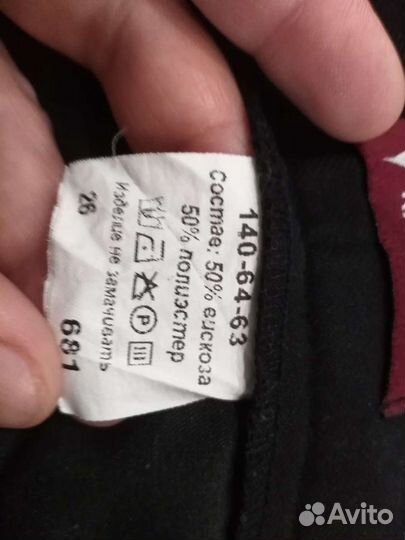 140-64-63
Состав: 50% вискоза
50% полиэстер
P
Изделие не замачивать
26 681
Avito